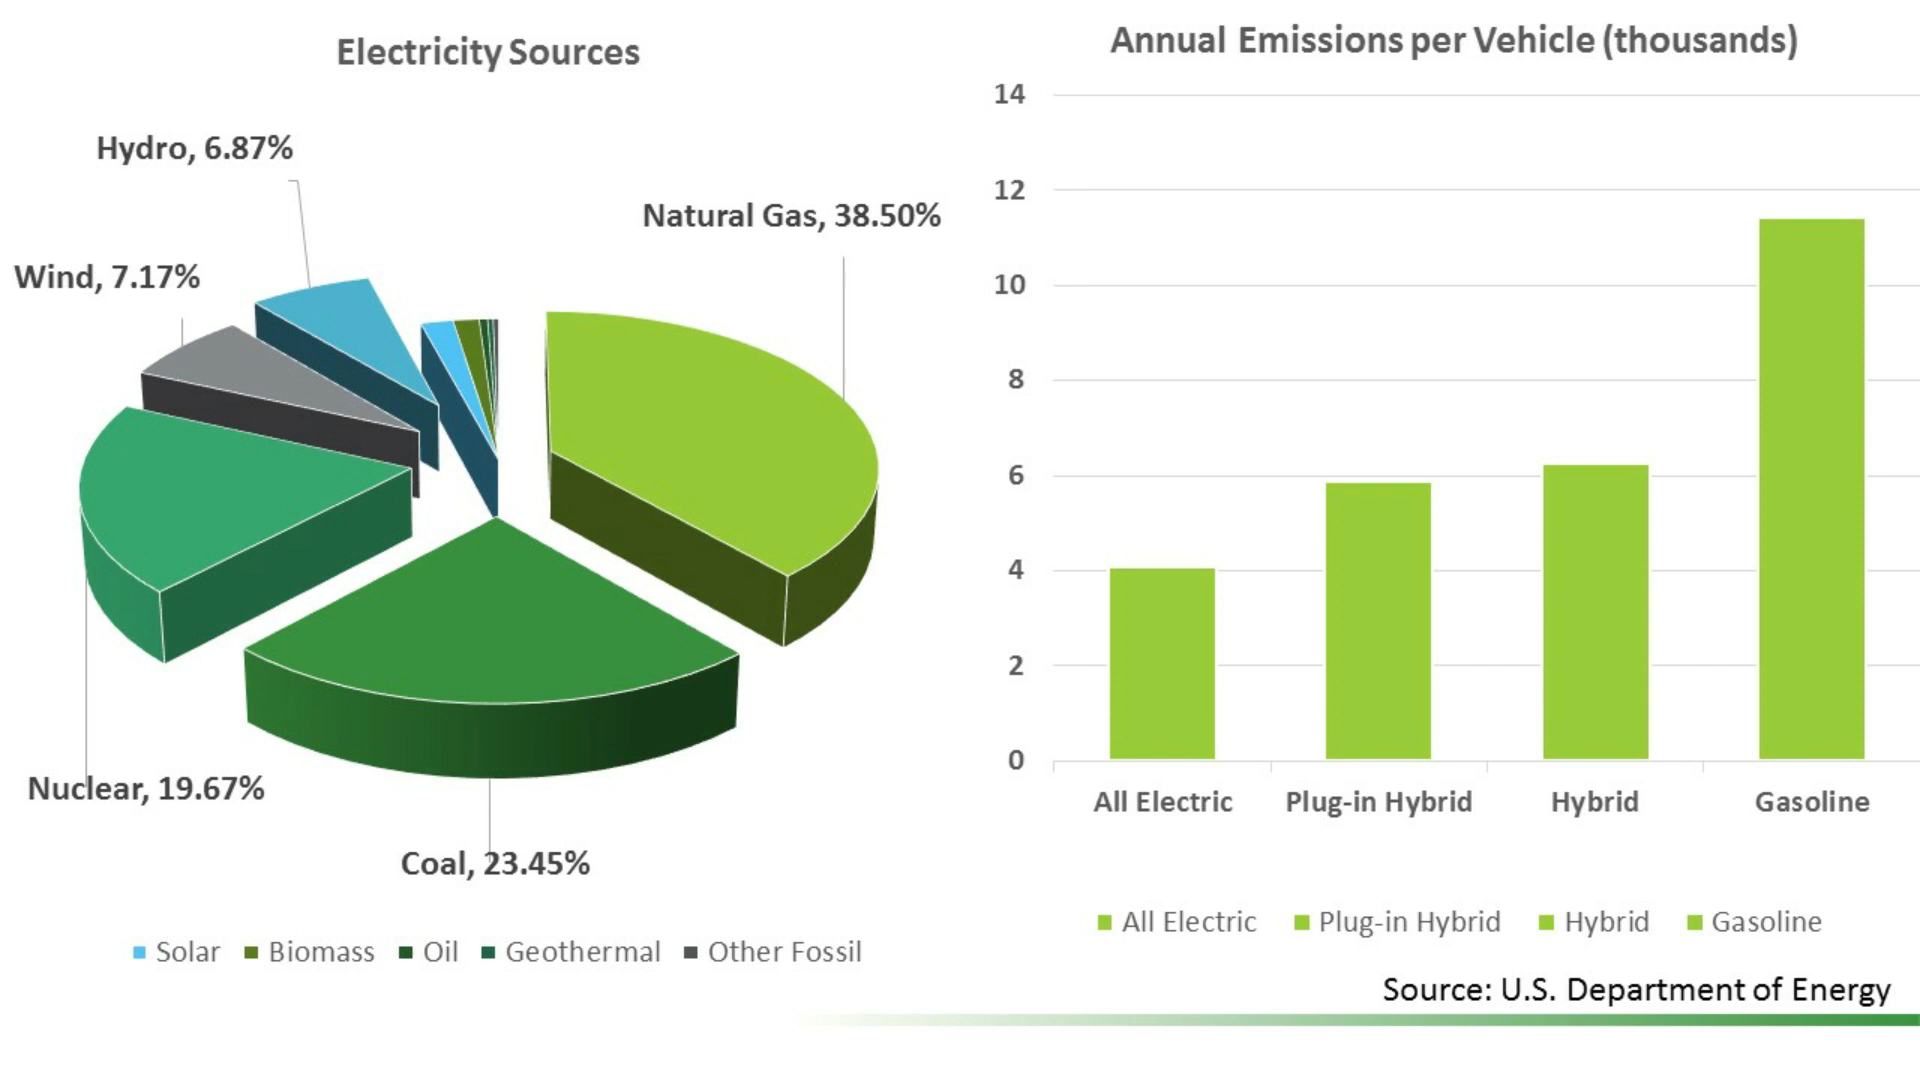 Electricity Sources
Hydro, 6.87%
Natural Gas, 38.50%
Wind, 7.17%
Nuclear, 19.67%
Coal, 23.45%
Solar Biomass Oil Geothermal Other Fossil
Annual Emissions per Vehicle (thousands)
14
12
10
8
6
4
2
0
All Electric Plug-in Hybrid Hybrid Gasoline
All Electric Plug-in Hybrid Hybrid Gasoline
Source: U.S. Department of Energy